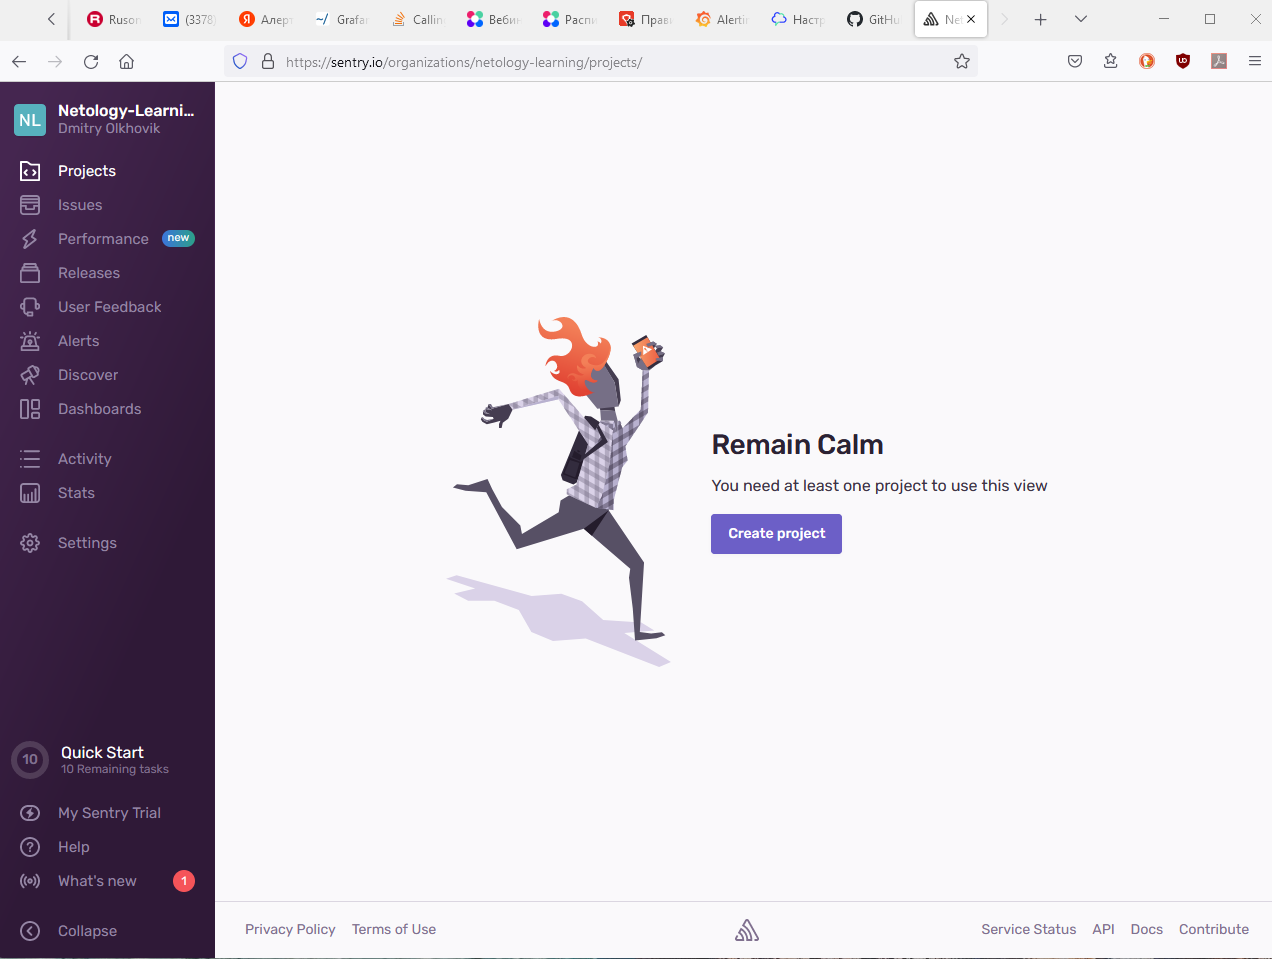 Ruson
(3378)
Алерт
Grafa
Callin
Вебин
Распи
Прави
Alertin
Настр
GitHu
Net
https://sentry.io/organizations/netology-learning/projects/
NL
Netology-Learni...
Dmitry Olkhovik
Projects
Issues
Performance new
Releases
User Feedback
Alerts
Discover
Dashboards
Activity
Stats
Settings
Remain Calm
You need at least one project to use this view
Create project
10
Quick Start
10 Remaining tasks
My Sentry Trial
Help
What's new 1
Collapse
Privacy Policy Terms of Use
Service Status API Docs Contribute